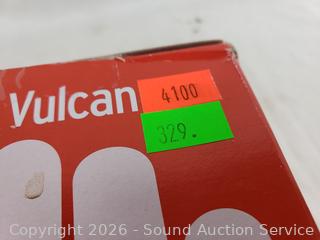 Vulcan
4100
329.
Copyright 2026 - Sound Auction Service